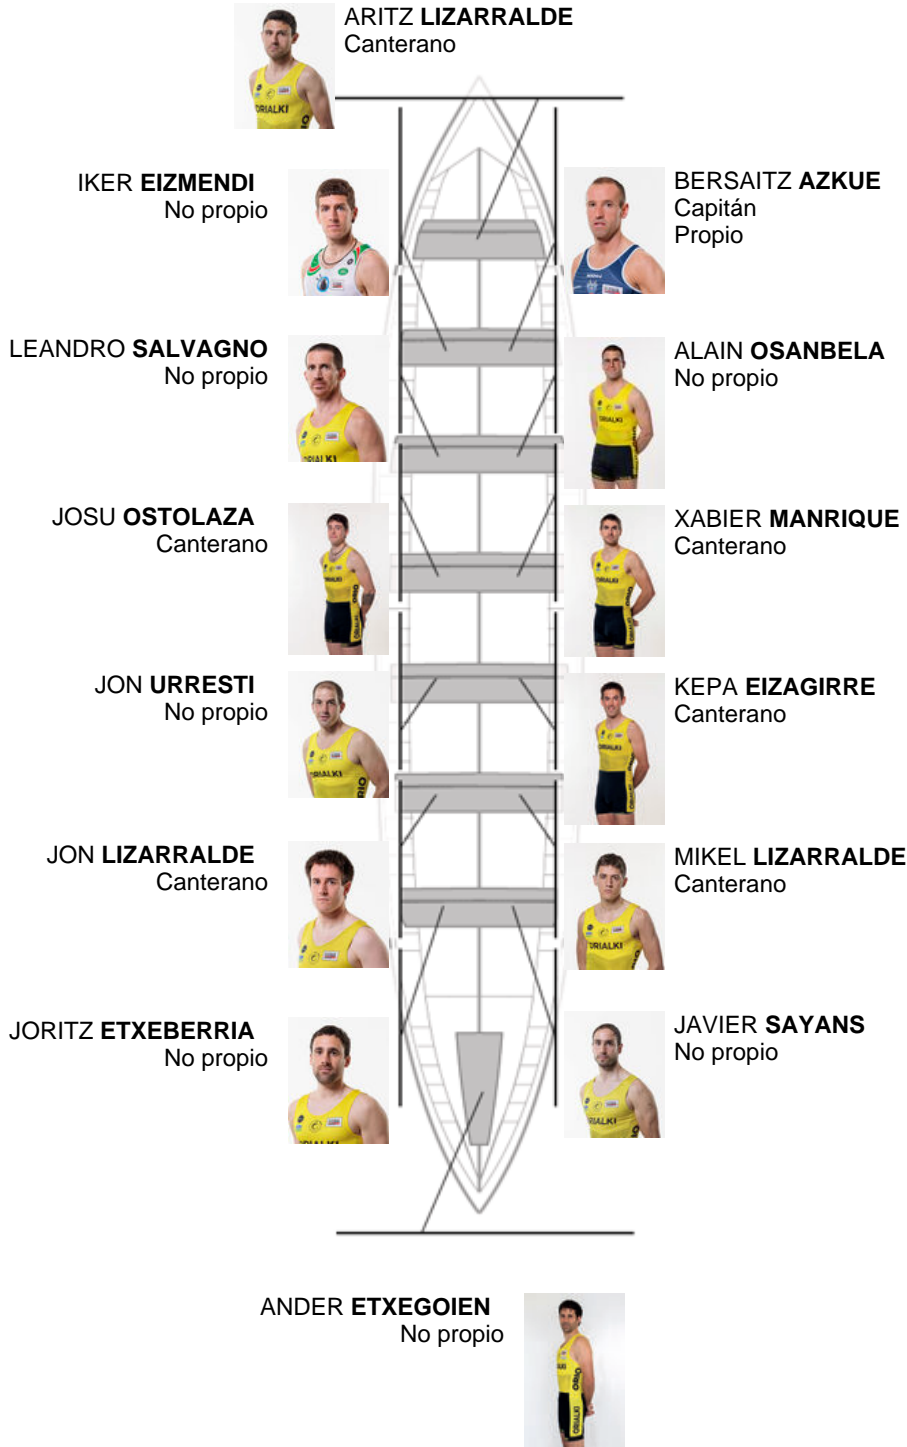 ARITZ LIZARRALDE
Canterano
IKER EIZMENDI
No propio
BERSAITZ AZKUE
Capitán
Propio
LEANDRO SALVAGNO
No propio
ALAIN OSANBELA
No propio
JOSU OSTOLAZA
Canterano
XABIER MANRIQUE
Canterano
JON URRESTI
No propio
KEPA EIZAGIRRE
Canterano
JON LIZARRALDE
Canterano
MIKEL LIZARRALDE
Canterano
JORITZ ETXEBERRIA
No propio
JAVIER SAYANS
No propio
ANDER ETXEGOIEN
No propio
ORIALKI
ORIO